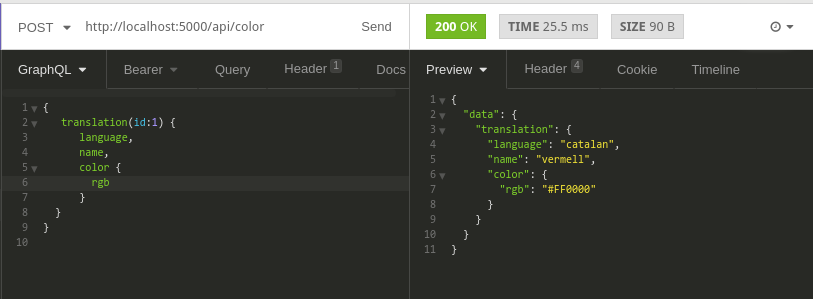 POST http://localhost:5000/api/color Send 200 OK TIME 25.5 ms SIZE 90 B
GraphQL Bearer Query Header 1 Docs Preview Header 4 Cookie Timeline
1 {
2 translation(id:1) {
3 language,
4 name,
5 color {
6 rgb
7 }
8 }
9 }
10
1 {
2 "data": {
3 "translation": {
4 "language": "catalan",
5 "name": "vermell",
6 "color": {
7 "rgb": "#FF0000"
8 }
9 }
10 }
11 }